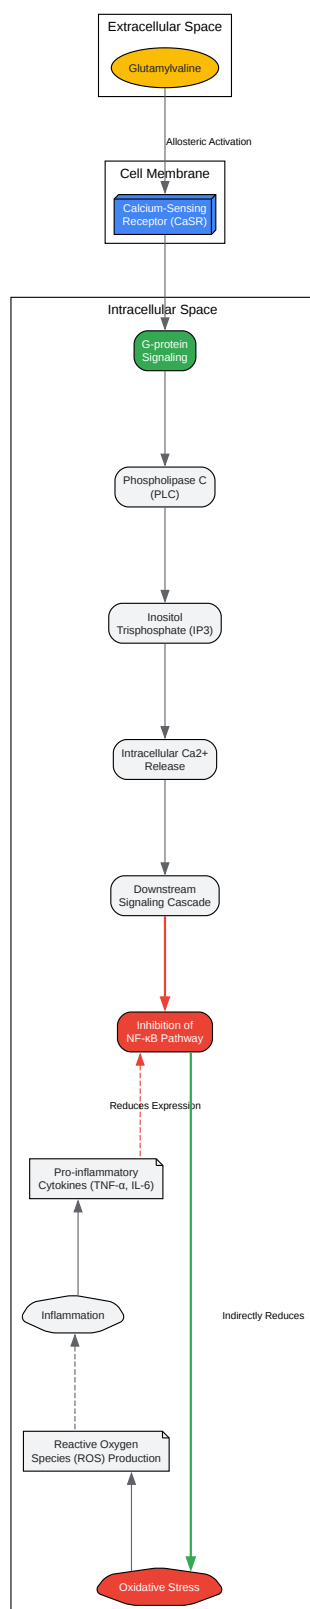 Extracellular Space
Glutamylvaline
Allosteric Activation
Cell Membrane
Calcium-Sensing
Receptor (CaSR)
Intracellular Space
G-protein
Signaling
Phospholipase C
(PLC)
Inositol
Trisphosphate (IP3)
Intracellular Ca2+
Release
Downstream
Signaling Cascade
Inhibition of
NF-κB Pathway
Reduces Expression
Pro-inflammatory
Cytokines (TNF-α, IL-6)
Inflammation
Indirectly Reduces
Reactive Oxygen
Species (ROS) Production
Oxidative Stress